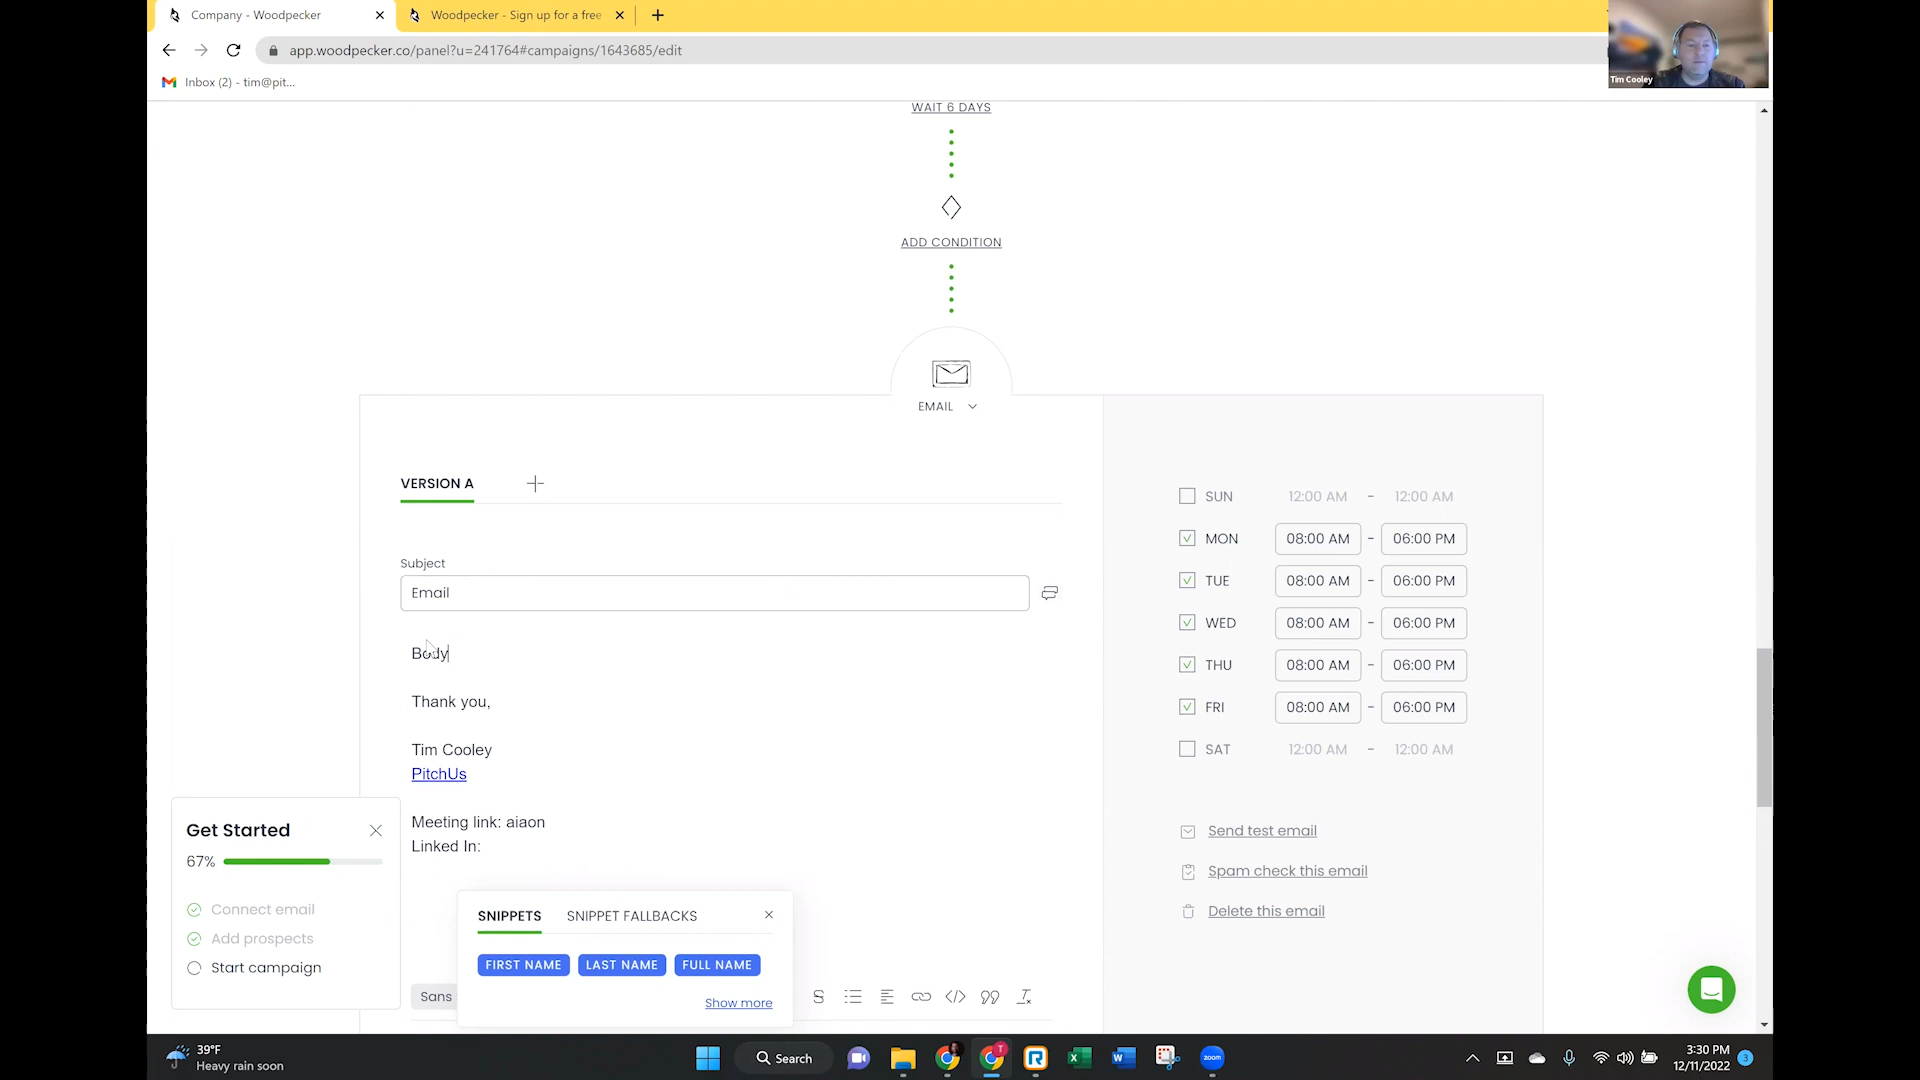 Company - Woodpecker
Woodpecker - Sign up for a free
app.woodpecker.co/panel?u=241764#campaigns/1643685/edit
Inbox (2) - tim@pit...
Tim Cooley
WAIT 6 DAYS
ADD CONDITION
EMAIL
VERSION A
Subject
Email
Body
Thank you,
Tim Cooley
PitchUs
Meeting link: aiaon
Linked In:
SUN 12:00 AM - 12:00 AM
MON 08:00 AM - 06:00 PM
TUE 08:00 AM - 06:00 PM
WED 08:00 AM - 06:00 PM
THU 08:00 AM - 06:00 PM
FRI 08:00 AM - 06:00 PM
SAT 12:00 AM - 12:00 AM
Send test email
Spam check this email
Delete this email
Get Started
67%
Connect email
Add prospects
Start campaign
SNIPPETS SNIPPET FALLBACKS
FIRST NAME LAST NAME FULL NAME
Show more
Sans
39°F
Heavy rain soon
Search
zoom
3:30 PM
12/11/2022
3